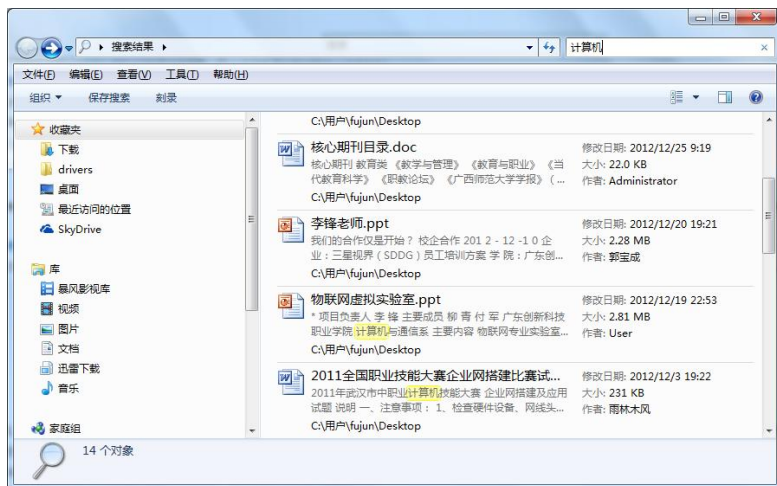 搜索结果
计算机
文件(F) 编辑(E) 查看(V) 工具(T) 帮助(H)
组织 保存搜索 刻录
收藏夹
下载
drivers
桌面
最近访问的位置
SkyDrive
库
暴风影视库
视频
图片
文档
迅雷下载
音乐
家庭组
C:\用户\fujun\Desktop
核心期刊目录.doc
核心期刊 教育类 《教学与管理》 《教育与职业》 《当
代教育科学》 《职教论坛》 《广西师范大学学报》 ( ...
C:\用户\fujun\Desktop
修改日期: 2012/12/25 9:19
大小: 22.0 KB
作者: Administrator
李锋老师.ppt
我们的合作仅是开始? 校企合作 201 2 - 12 -1 0 企
业:三星视界 ( SDDG ) 员工培训方案 学 院:广东创...
C:\用户\fujun\Desktop
修改日期: 2012/12/20 19:21
大小: 2.28 MB
作者: 郭宝成
物联网虚拟实验室.ppt
* 项目负责人 李 锋 主要成员 柳 青 付 军 广东创新科技
职业学院 计算机与通信系 主要内容 物联网专业实验室...
C:\用户\fujun\Desktop
修改日期: 2012/12/19 22:53
大小: 2.81 MB
作者: User
2011全国职业技能大赛企业网搭建比赛试...
2011年武汉市中职业计算机技能大赛 企业网搭建及应用
试题 说明 一、注意事项: 1、检查硬件设备、网线头...
C:\用户\fujun\Desktop
修改日期: 2012/12/3 19:22
大小: 231 KB
作者: 雨林木风
14 个对象